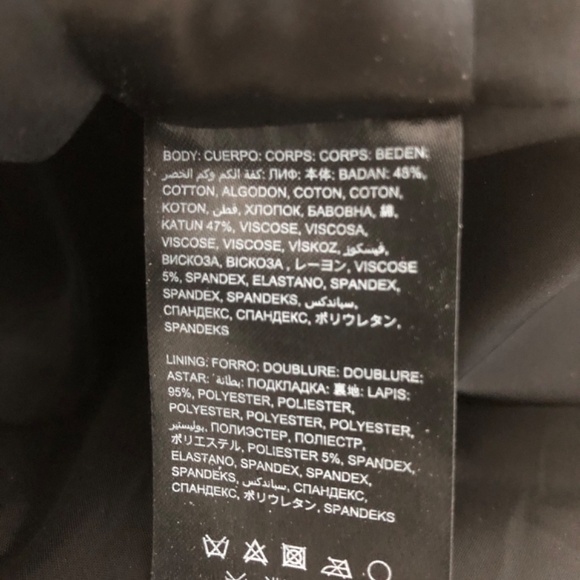 BODY: CUERPO: CORPS: CORPS: BEDEN:
كفة الكم وكم الخصر: ЛИФ: 本体: BADAN: 48%,
COTTON, ALGODON, COTON, COTON,
KOTON, قطن, ХЛОПОК, БАВОВНА, 綿,
KATUN 47%, VISCOSE, VISCOSA,
VISCOSE, VISCOSE, VİSKOZ, فيسكوز,
ВИСКОЗА, ВІСКОЗА , レーヨン, VISCOSE
5%, SPANDEX, ELASTANO, SPANDEX,
SPANDEX, SPANDEKS, سباندكس,
СПАНДЕКС, СПАНДЕКС, ポリウレタン,
SPANDEKS
LINING: FORRO: DOUBLURE: DOUBLURE:
ASTAR: بطانة: ПОДКЛАДКА: 裏地: LAPIS:
95%, POLYESTER, POLIESTER,
POLYESTER, POLYESTER, POLYESTER,
بوليستير, ПОЛИЭСТЕР, ПОЛІЕСТР,
ポリエステル, POLIESTER 5%, SPANDEX,
ELASTANO, SPANDEX, SPANDEX,
SPANDEKS, سباندكس, СПАНДЕКС,
СПАНДЕКС, ポリウレタン, SPANDEKS